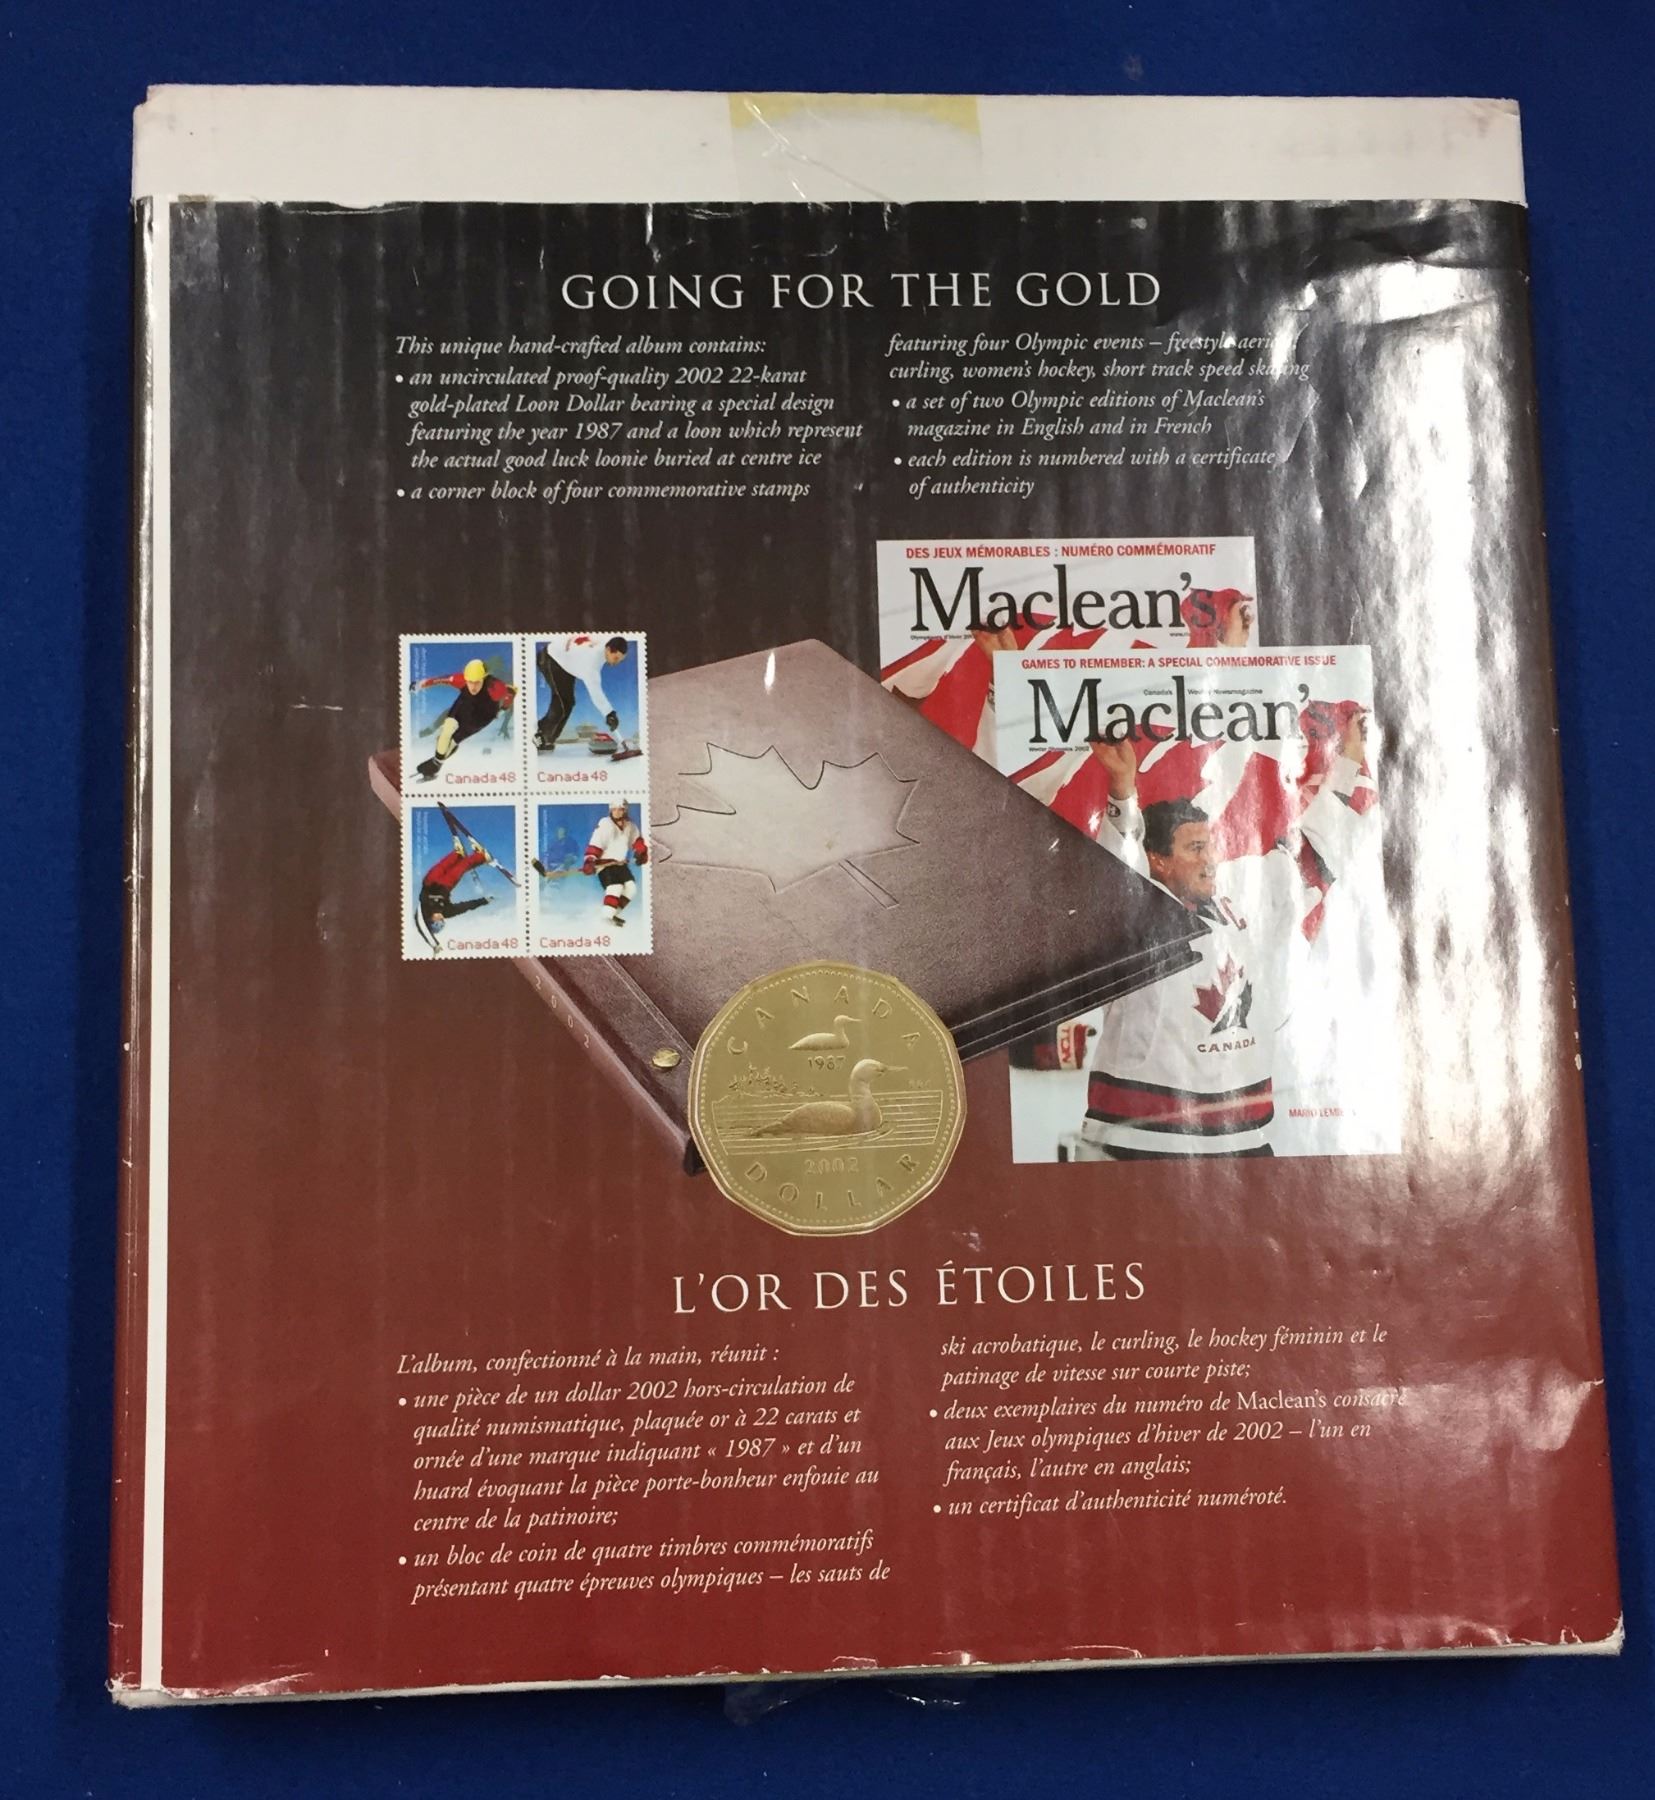 GOING FOR THE GOLD
This unique hand-crafted album contains:
• an uncirculated proof-quality 2002 22-karat
gold-plated Loon Dollar bearing a special design
featuring the year 1987 and a loon which represent
the actual good luck loonie buried at centre ice
• a corner block of four commemorative stamps
featuring four Olympic events – freestyle
curling, women's hockey, short track speed skating
• a set of two Olympic editions of Maclean's
magazine in English and in French
• each edition is numbered with a certificate
of authenticity
DES JEUX MÉMORABLES : NUMÉRO COMMÉMORATIF
Maclean's
GAMES TO REMEMBER: A SPECIAL COMMEMORATIVE ISSUE
Canada's Weekly Newsmagazine
Maclean's
Winter Olympics 2002
CANADA
Canada 48
Canada 48
Canada 48
Canada 48
2002
CANADA
1987
2002
DOLLAR
L'OR DES ÉTOILES
L'album, confectionné à la main, réunit :
• une pièce de un dollar 2002 hors-circulation de
qualité numismatique, plaquée or à 22 carats et
ornée d'une marque indiquant « 1987 » et d'un
huard évoquant la pièce porte-bonheur enfouie au
centre de la patinoire;
• un bloc de coin de quatre timbres commémoratifs
présentant quatre épreuves olympiques – les sauts de
ski acrobatique, le curling, le hockey féminin et le
patinage de vitesse sur courte piste;
• deux exemplaires du numéro de Maclean's consacré
aux Jeux olympiques d'hiver de 2002 – l'un en
français, l'autre en anglais;
• un certificat d'authenticité numéroté.